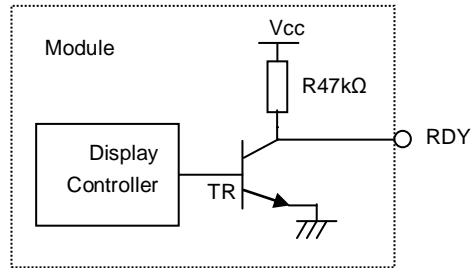 Vcc
Module
R47kΩ
RDY
Display
Controller
TR